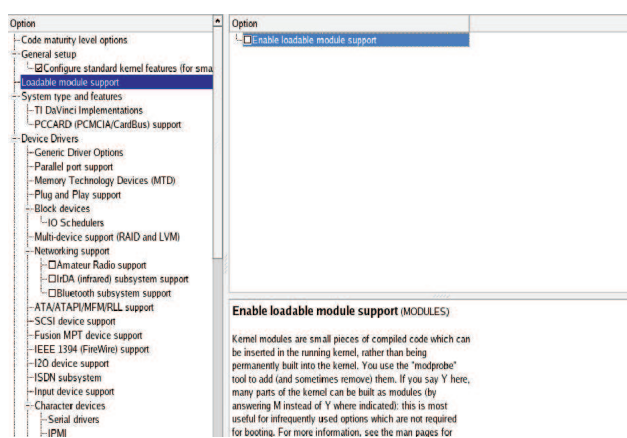 Option
Code maturity level options
General setup
Configure standard kernel features (for sma
Loadable module support
System type and features
TI DaVinci Implementations
PCCARD (PCMCIA/CardBus) support
Device Drivers
Generic Driver Options
Parallel port support
Memory Technology Devices (MTD)
Plug and Play support
Block devices
IO Schedulers
Multi-device support (RAID and LVM)
Networking support
Amateur Radio support
IrDA (infrared) subsystem support
Bluetooth subsystem support
ATA/ATAPI/MFM/RLL support
SCSI device support
Fusion MPT device support
IEEE 1394 (FireWire) support
I2O device support
ISDN subsystem
Input device support
Character devices
Serial drivers
IPMI
Option
Enable loadable module support
Enable loadable module support (MODULES)
Kernel modules are small pieces of compiled code which can
be inserted in the running kernel, rather than being
permanently built into the kernel. You use the "modprobe"
tool to add (and sometimes remove) them. If you say Y here,
many parts of the kernel can be built as modules (by
answering M instead of Y where indicated): this is most
useful for infrequently used options which are not required
for booting. For more information, see the man pages for